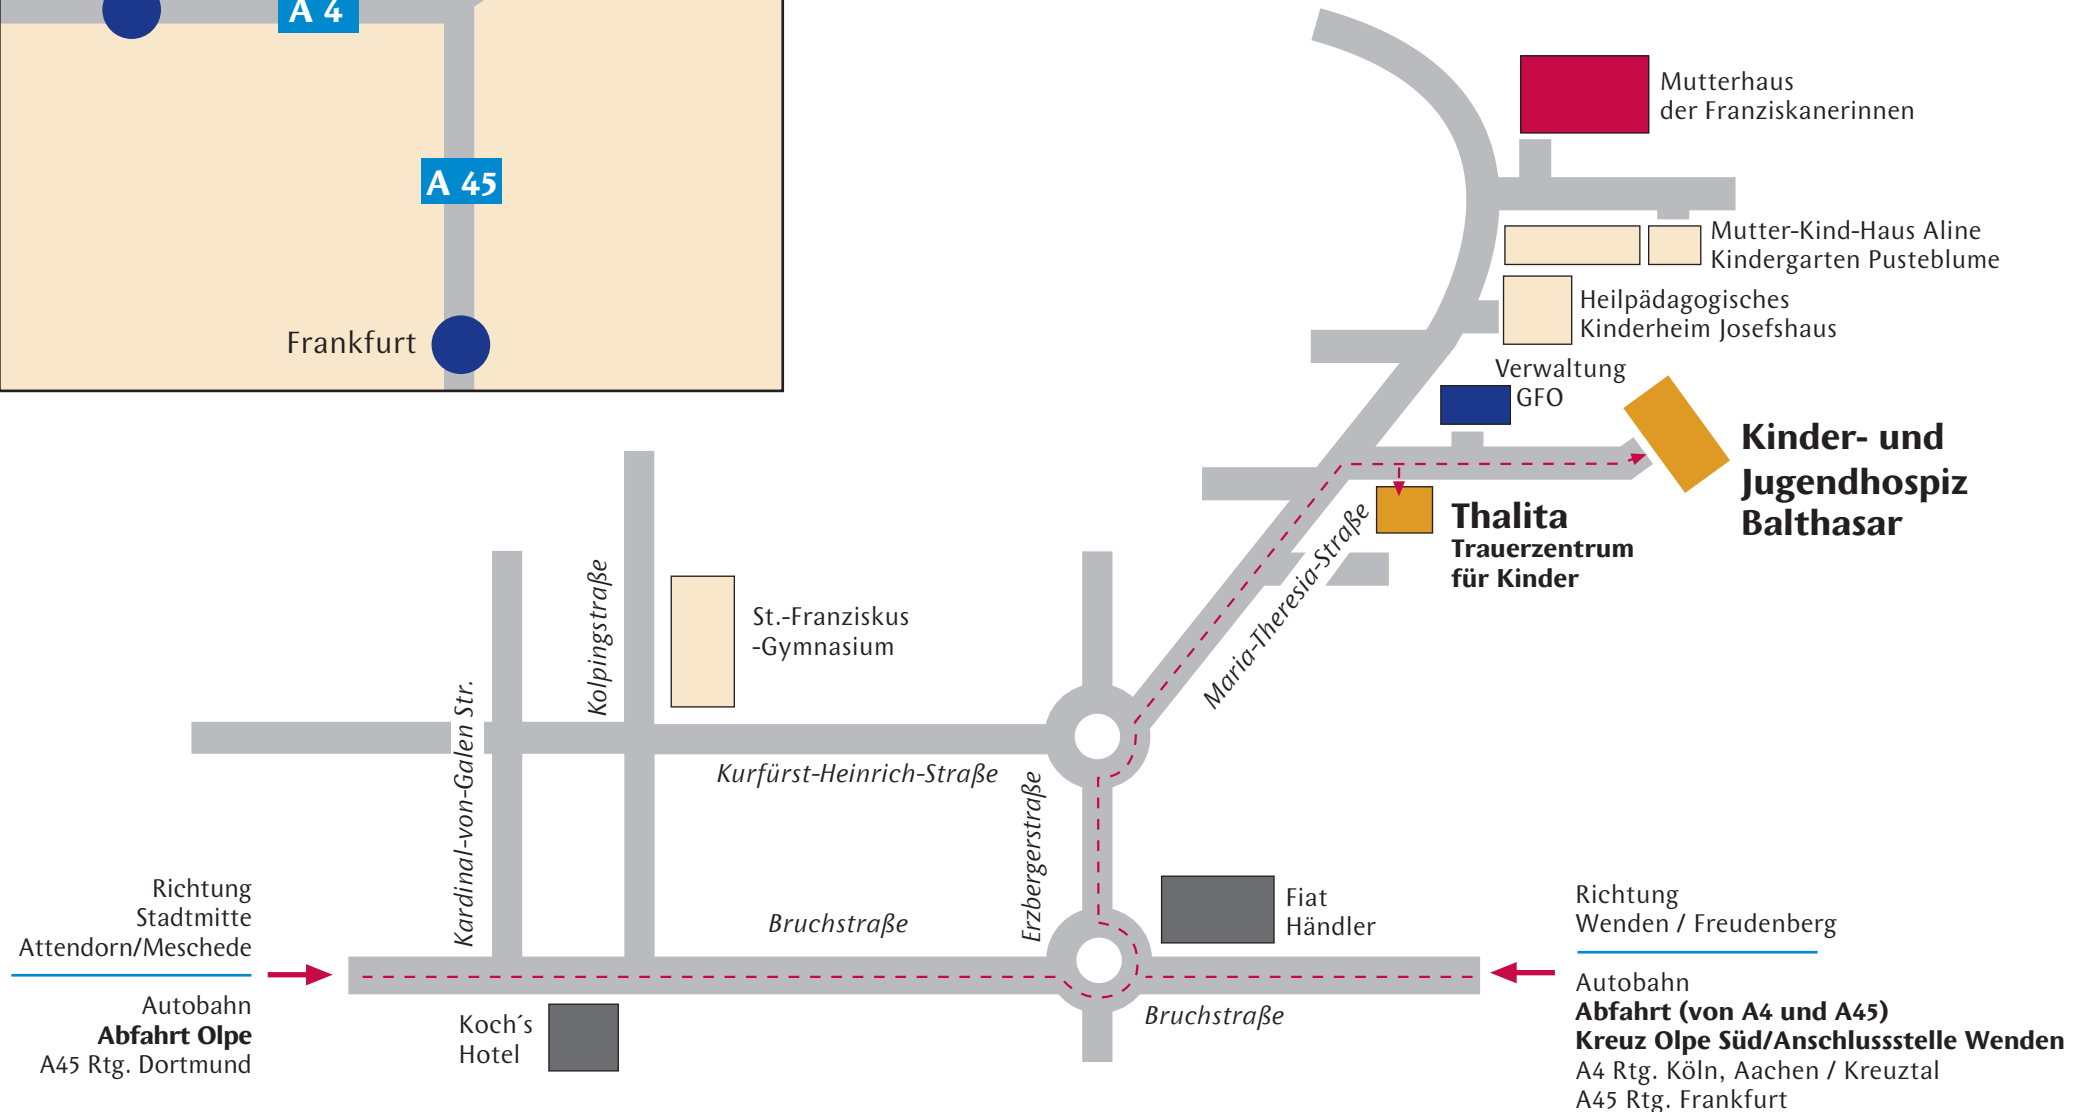 A 4
A 45
Frankfurt
Mutterhaus
der Franziskanerinnen
Mutter-Kind-Haus Aline
Kindergarten Pusteblume
Heilpädagogisches
Kinderheim Josefshaus
Verwaltung
GFO
Kinder- und
Jugendhospiz
Balthasar
Thalita
Trauerzentrum
für Kinder
Maria-Theresia-Straße
Kolpingstraße
St.-Franziskus
-Gymnasium
Kardinal-von-Galen Str.
Kurfürst-Heinrich-Straße
Erzbergerstraße
Bruchstraße
Fiat
Händler
Richtung
Stadtmitte
Attendorn/Meschede
Autobahn
Abfahrt Olpe
A45 Rtg. Dortmund
Koch´s
Hotel
Bruchstraße
Richtung
Wenden / Freudenberg
Autobahn
Abfahrt (von A4 und A45)
Kreuz Olpe Süd/Anschlussstelle Wenden
A4 Rtg. Köln, Aachen / Kreuztal
A45 Rtg. Frankfurt